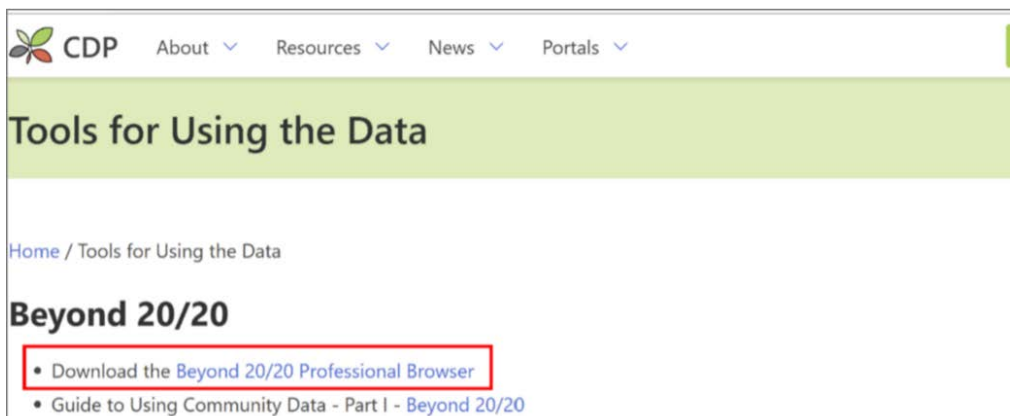 CDP About Resources News Portals
Tools for Using the Data
Home / Tools for Using the Data
Beyond 20/20
• Download the Beyond 20/20 Professional Browser
• Guide to Using Community Data - Part I - Beyond 20/20